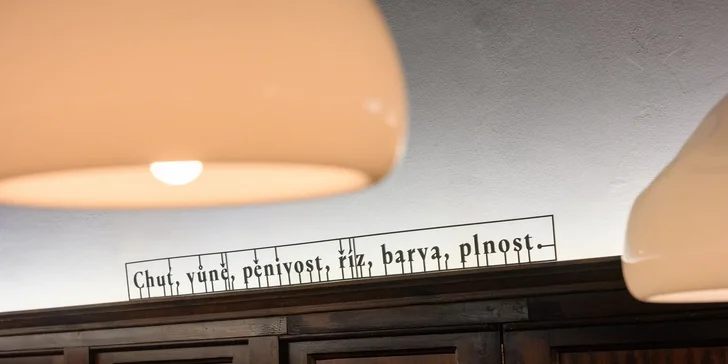 Chuť, vůně, pěnivost, říz, barva, plnost.